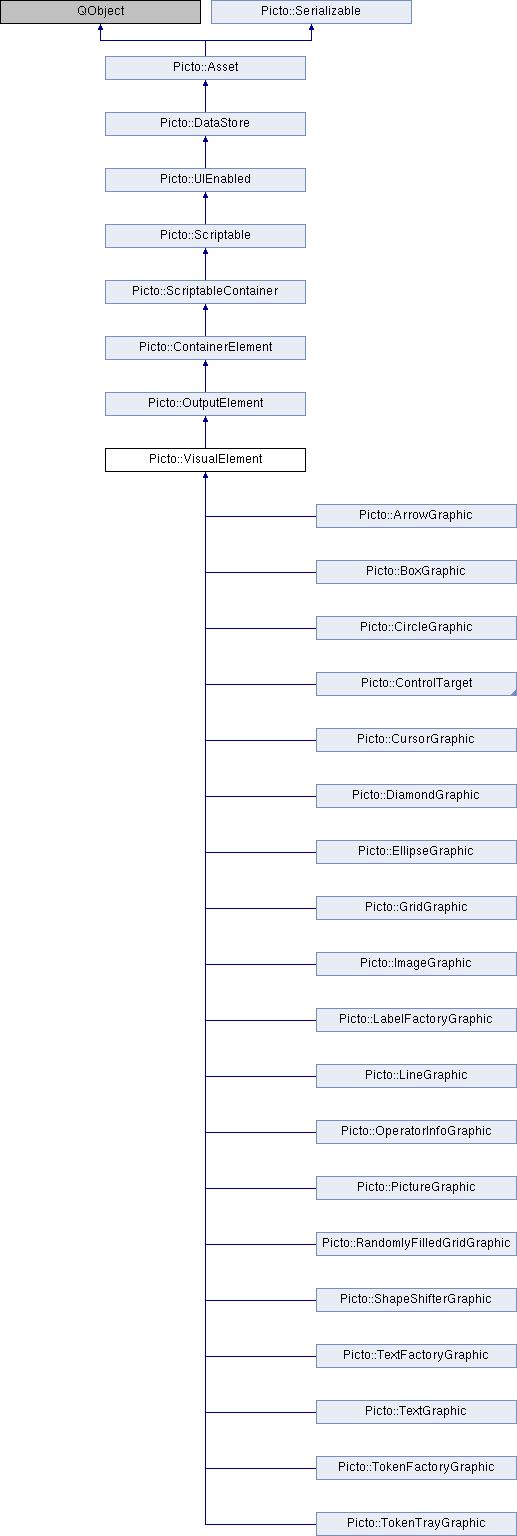 QObject
Picto::Serializable
Picto::Asset
Picto::DataStore
Picto::UIEnabled
Picto::Scriptable
Picto::ScriptableContainer
Picto::ContainerElement
Picto::OutputElement
Picto::VisualElement
Picto::ArrowGraphic
Picto::BoxGraphic
Picto::CircleGraphic
Picto::ControlTarget
Picto::CursorGraphic
Picto::DiamondGraphic
Picto::EllipseGraphic
Picto::GridGraphic
Picto::ImageGraphic
Picto::LabelFactoryGraphic
Picto::LineGraphic
Picto::OperatorInfoGraphic
Picto::PictureGraphic
Picto::RandomlyFilledGridGraphic
Picto::ShapeShifterGraphic
Picto::TextFactoryGraphic
Picto::TextGraphic
Picto::TokenFactoryGraphic
Picto::TokenTrayGraphic